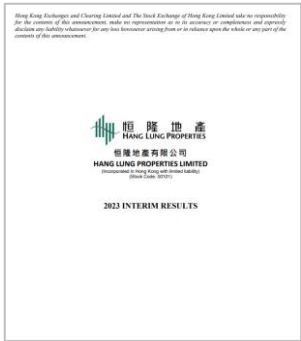 Hong Kong Exchanges and Clearing Limited and The Stock Exchange of Hong Kong Limited take no responsibility
for the contents of this announcement, make no representation as to its accuracy or completeness and expressly
disclaim any liability whatsoever for any loss howsoever arising from or in reliance upon the whole or any part of the
contents of this announcement.
恒隆地產
HANG LUNG PROPERTIES
恒隆地產有限公司
HANG LUNG PROPERTIES LIMITED
(Incorporated in Hong Kong with limited liability)
(Stock Code: 00101)
2023 INTERIM RESULTS